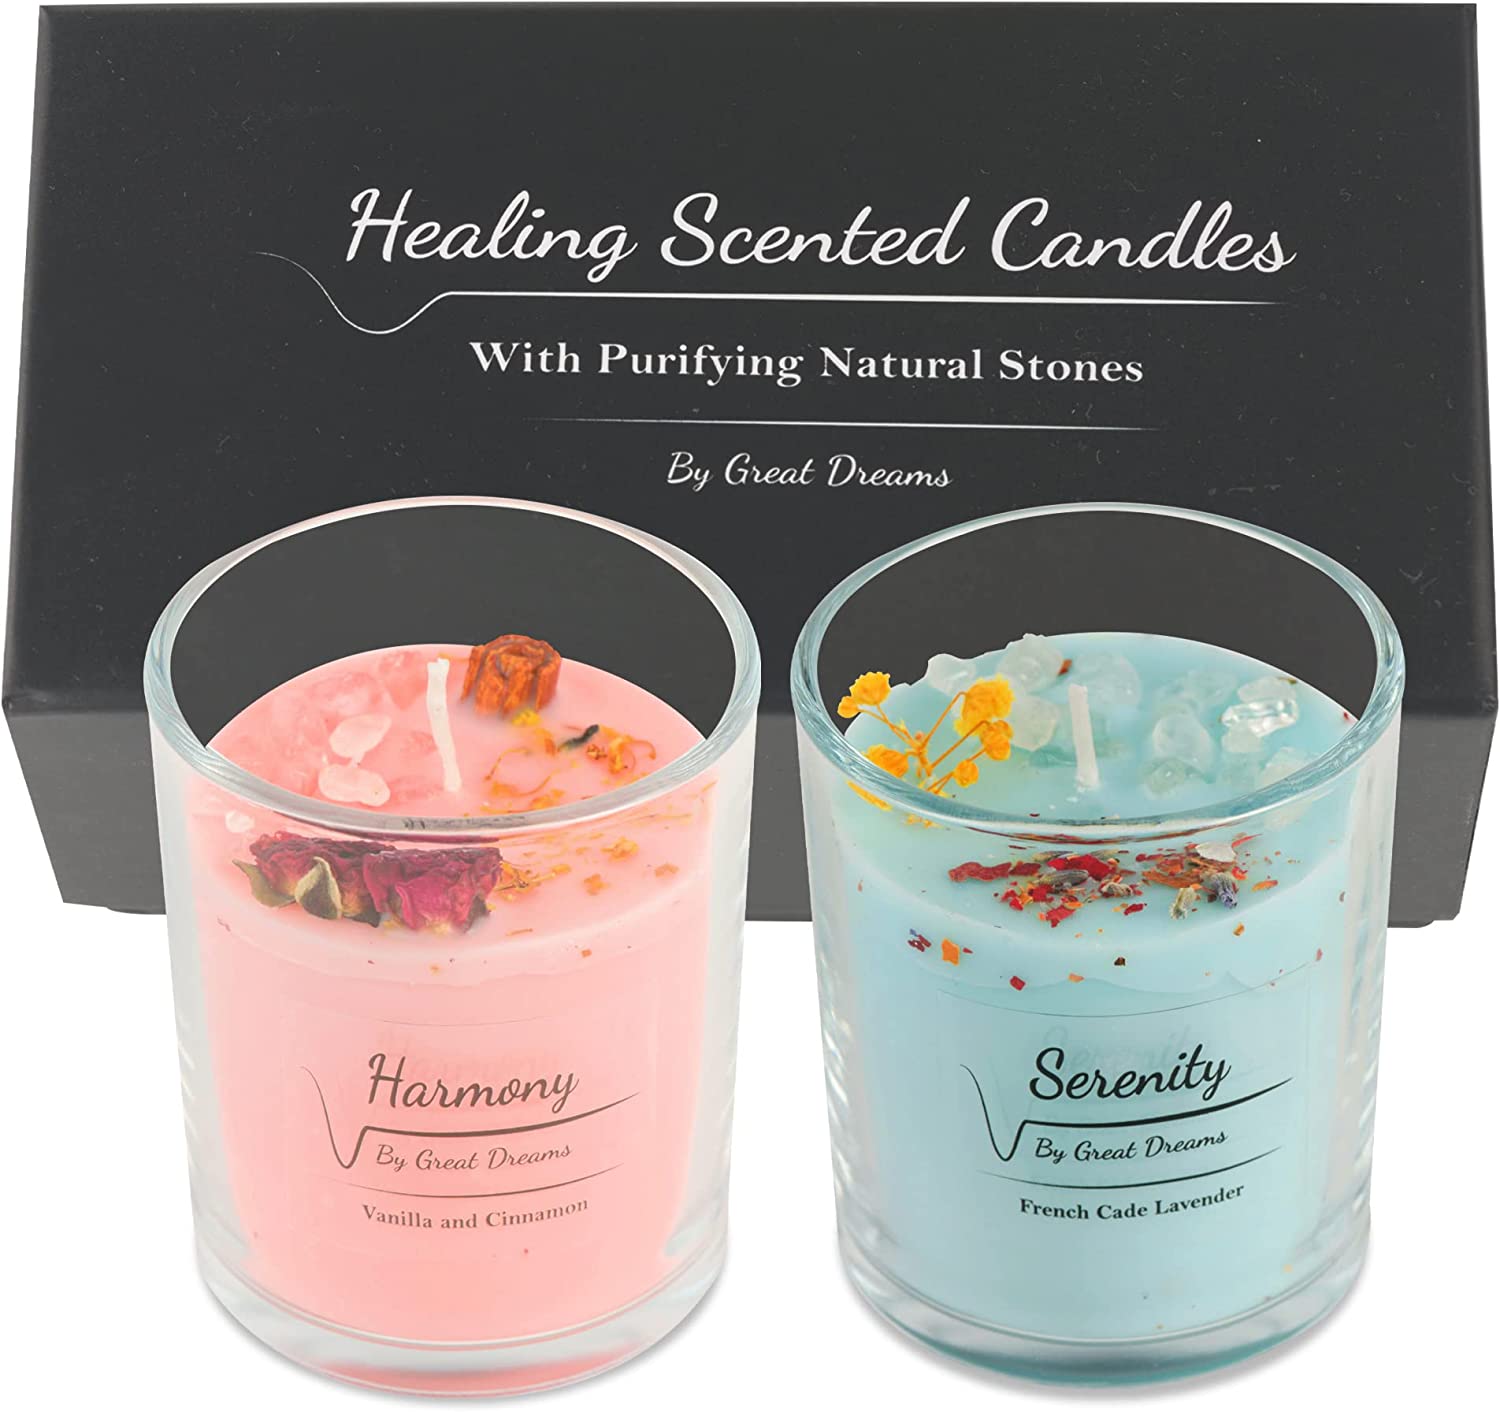 Healing Scented Candles
With Purifying Natural Stones
By Great Dreams
Harmony
By Great Dreams
Vanilla and Cinnamon
Serenity
By Great Dreams
French Cade Lavender